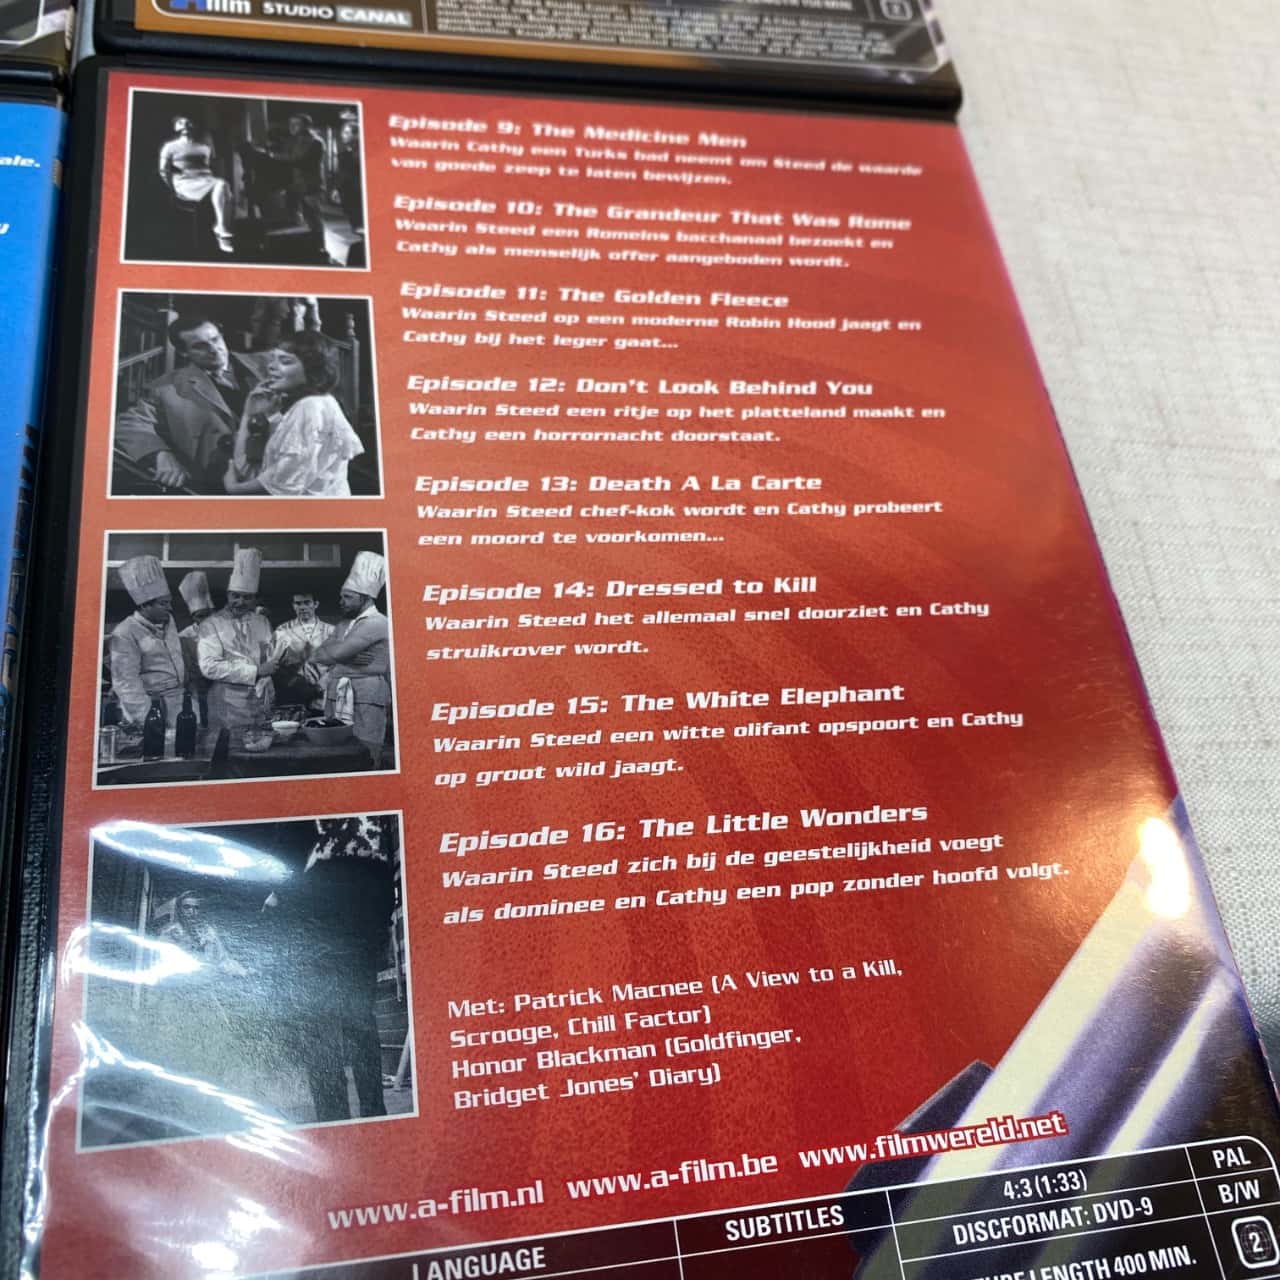 film STUDIO CANAL
ale.
Episode 9: The Medicine Men
Waarin Cathy een Turks bad neemt om Steed de waarde
van goede zeep te laten bewijzen.
Episode 10: The Grandeur That Was Rome
Waarin Steed een Romeins bacchanaal bezoekt en
Cathy als menselijk offer aangeboden wordt.
Episode 11: The Golden Fleece
Waarin Steed op een moderne Robin Hood jaagt en
Cathy bij het leger gaat...
Episode 12: Don't Look Behind You
Waarin Steed een ritje op het platteland maakt en
Cathy een horrornacht doorstaat.
Episode 13: Death A La Carte
Waarin Steed chef-kok wordt en Cathy probeert
een moord te voorkomen...
Episode 14: Dressed to Kill
Waarin Steed het allemaal snel doorziet en Cathy
struikrover wordt.
Episode 15: The White Elephant
Waarin Steed een witte olifant opspoort en Cathy
op groot wild jaagt.
Episode 16: The Little Wonders
Waarin Steed zich bij de geestelijkheid voegt
als dominee en Cathy een pop zonder hoofd volgt.
Met: Patrick Macnee (A View to a Kill,
Scrooge, Chill Factor)
Honor Blackman (Goldfinger,
Bridget Jones' Diary)
www.a-film.nl www.a-film.be www.filmwereld.net
LANGUAGE
SUBTITLES
4:3 (1:33)
DISCFORMAT: DVD-9
LENGTH 400 MIN.
PAL
B/W
2